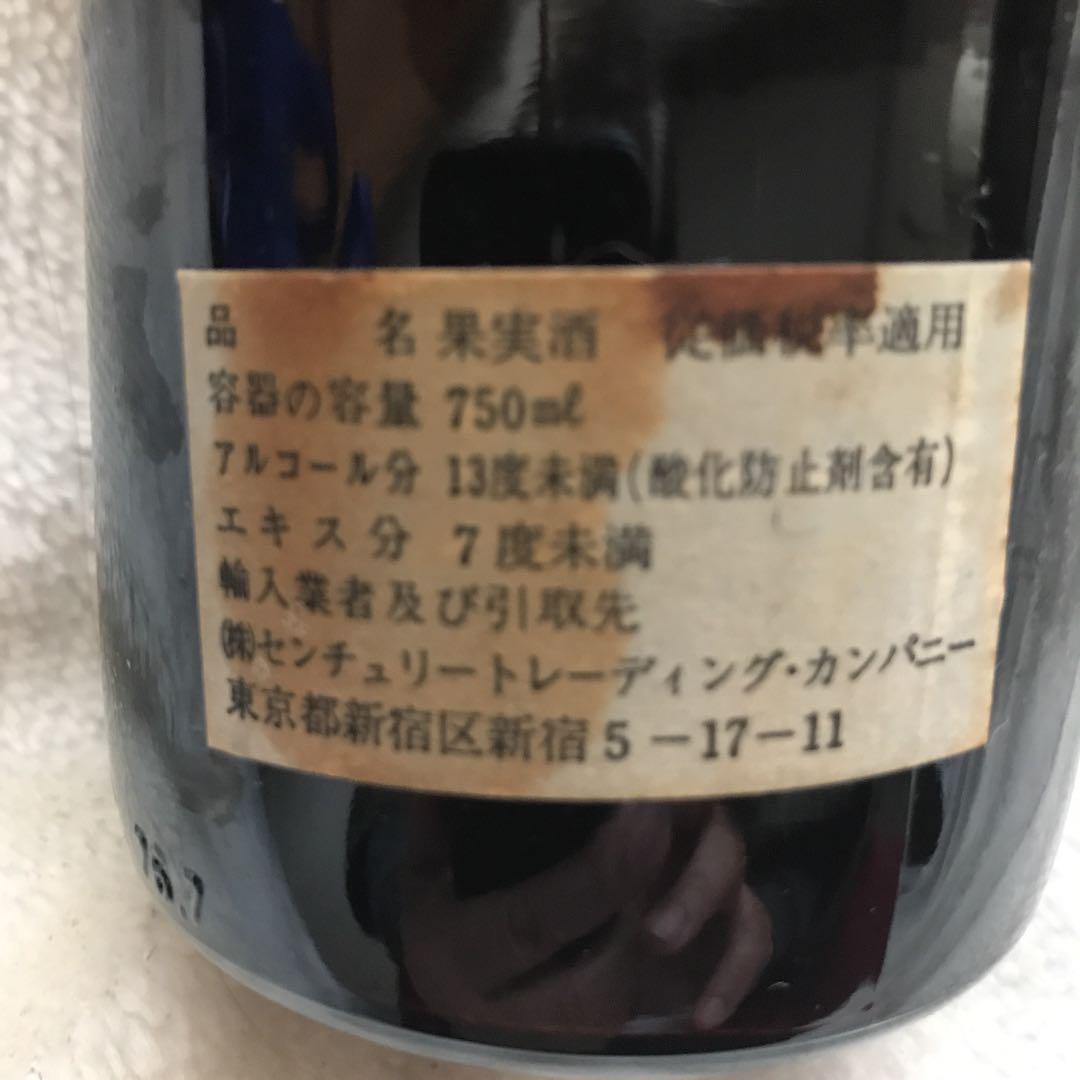 品名 果実酒 従価税率適用
容器の容量 750mℓ
アルコール分 13度未満(酸化防止剤含有)
エキス分 7度未満
輸入業者及び引取先
㈱センチュリートレーディング・カンパニー
東京都新宿区新宿5-17-11